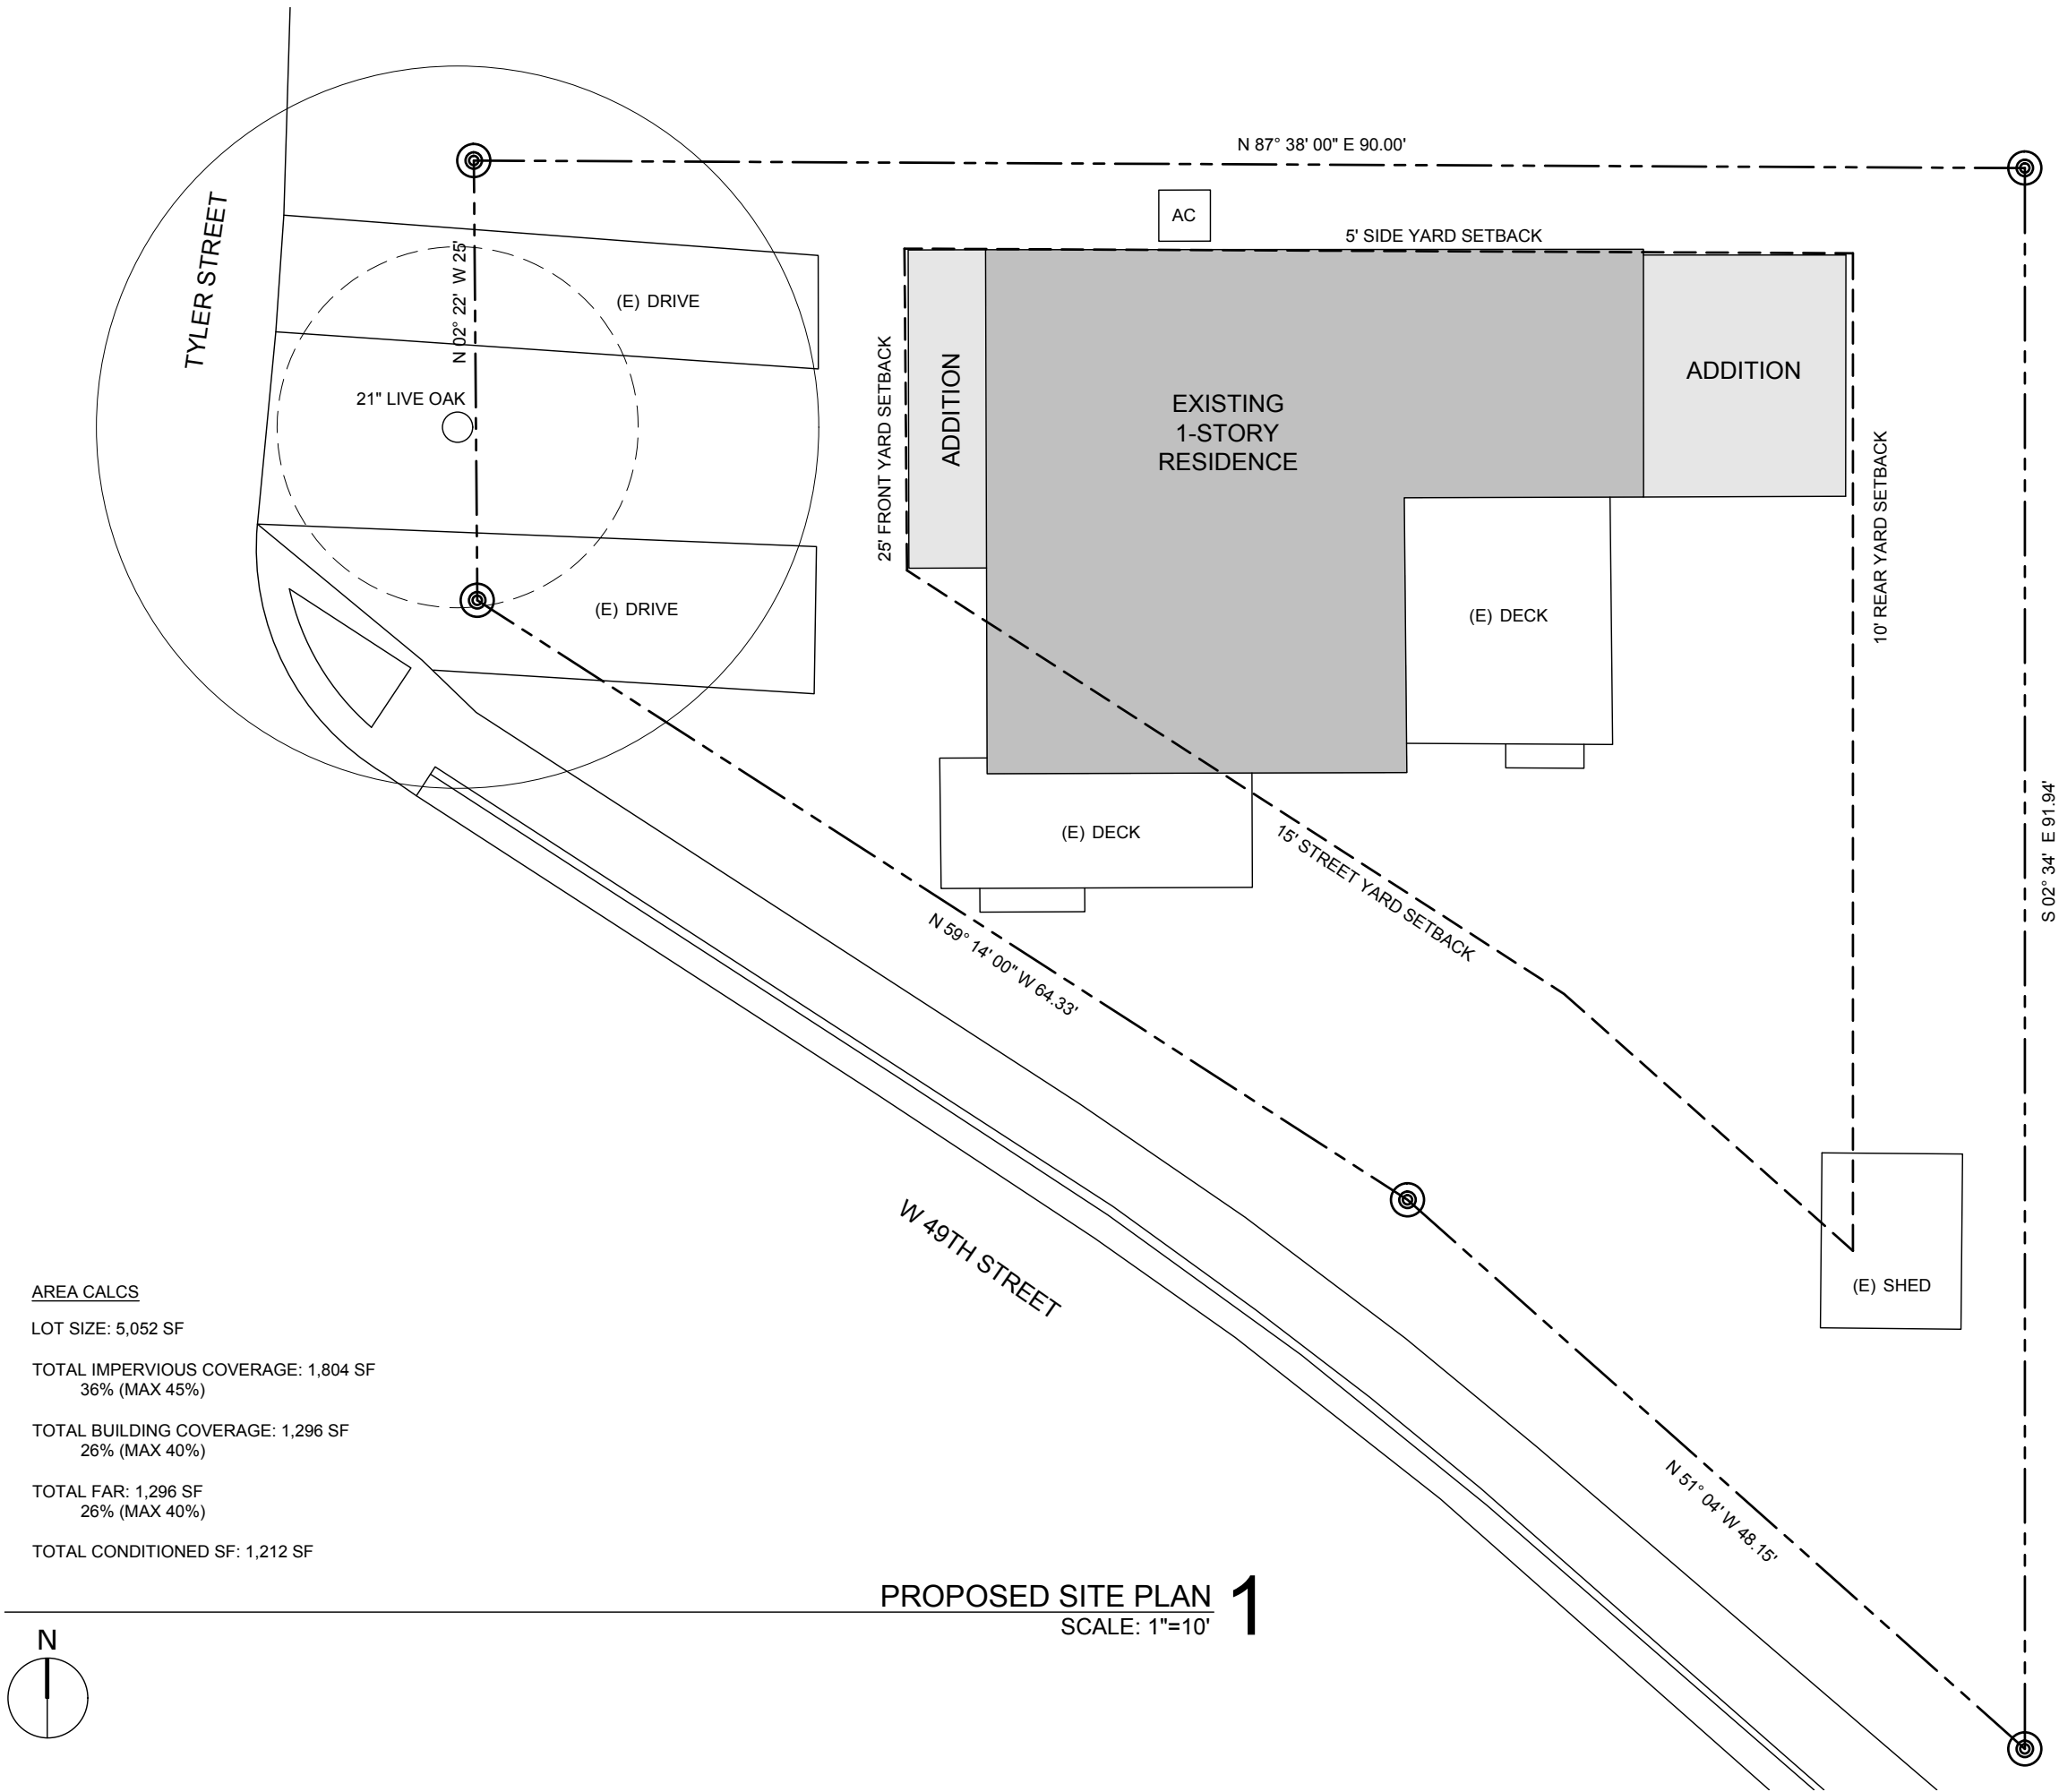 N 87° 38' 00" E 90.00'
TYLER STREET
N 02° 22' W 25'
AC
5' SIDE YARD SETBACK
(E) DRIVE
25' FRONT YARD SETBACK
ADDITION
EXISTING
1-STORY
RESIDENCE
ADDITION
21" LIVE OAK
10' REAR YARD SETBACK
(E) DRIVE
(E) DECK
(E) DECK
15' STREET YARD SETBACK
S 02° 34' E 91.94'
N 59° 14' 00" W 64.33'
W 49TH STREET
(E) SHED
N 51° 04' W 48.15'
AREA CALCS
LOT SIZE: 5,052 SF
TOTAL IMPERVIOUS COVERAGE: 1,804 SF
36% (MAX 45%)
TOTAL BUILDING COVERAGE: 1,296 SF
26% (MAX 40%)
TOTAL FAR: 1,296 SF
26% (MAX 40%)
TOTAL CONDITIONED SF: 1,212 SF
PROPOSED SITE PLAN 1
SCALE: 1"=10'
N